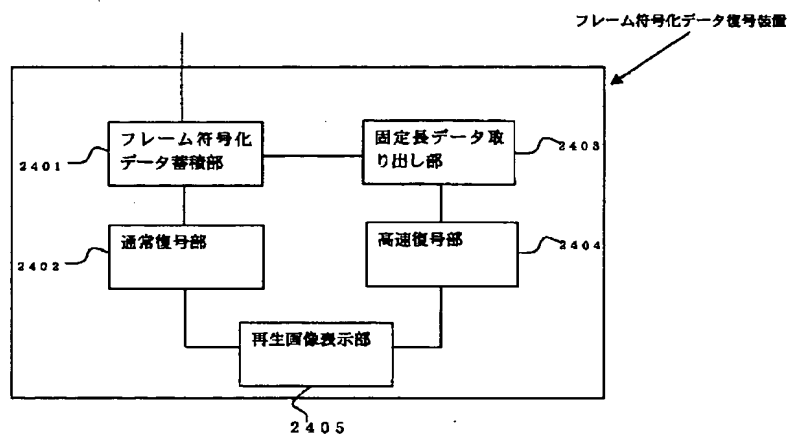 フレーム符号化データ復号装置
フレーム符号化
データ蓄積部
固定長データ取
り出し部
2401
2403
通常復号部
高速復号部
2402
2404
再生画像表示部
2405